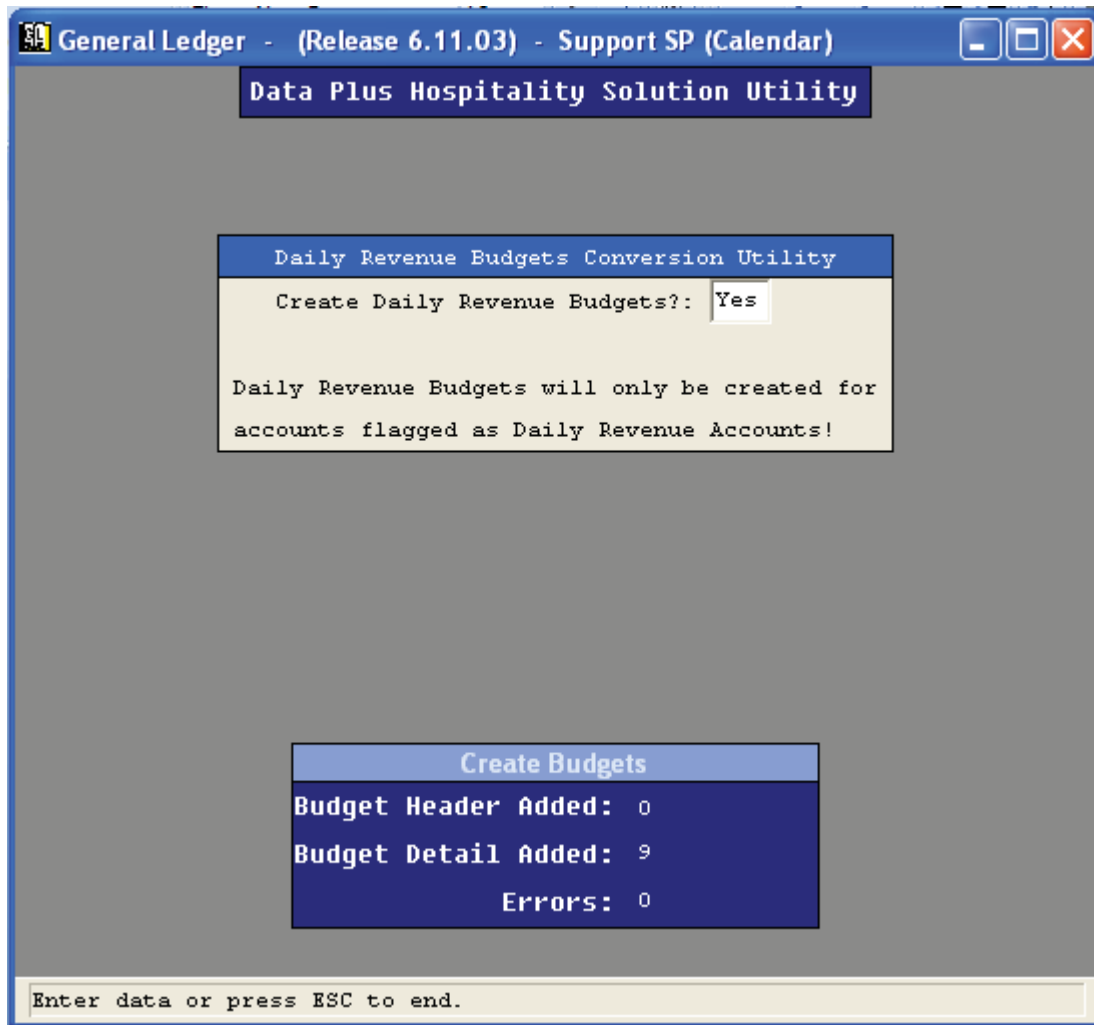 General Ledger - (Release 6.11.03) - Support SP (Calendar)
Data Plus Hospitality Solution Utility
Daily Revenue Budgets Conversion Utility
Create Daily Revenue Budgets?: Yes
Daily Revenue Budgets will only be created for
accounts flagged as Daily Revenue Accounts!
Create Budgets
Budget Header Added: 0
Budget Detail Added: 9
Errors: 0
Enter data or press ESC to end.